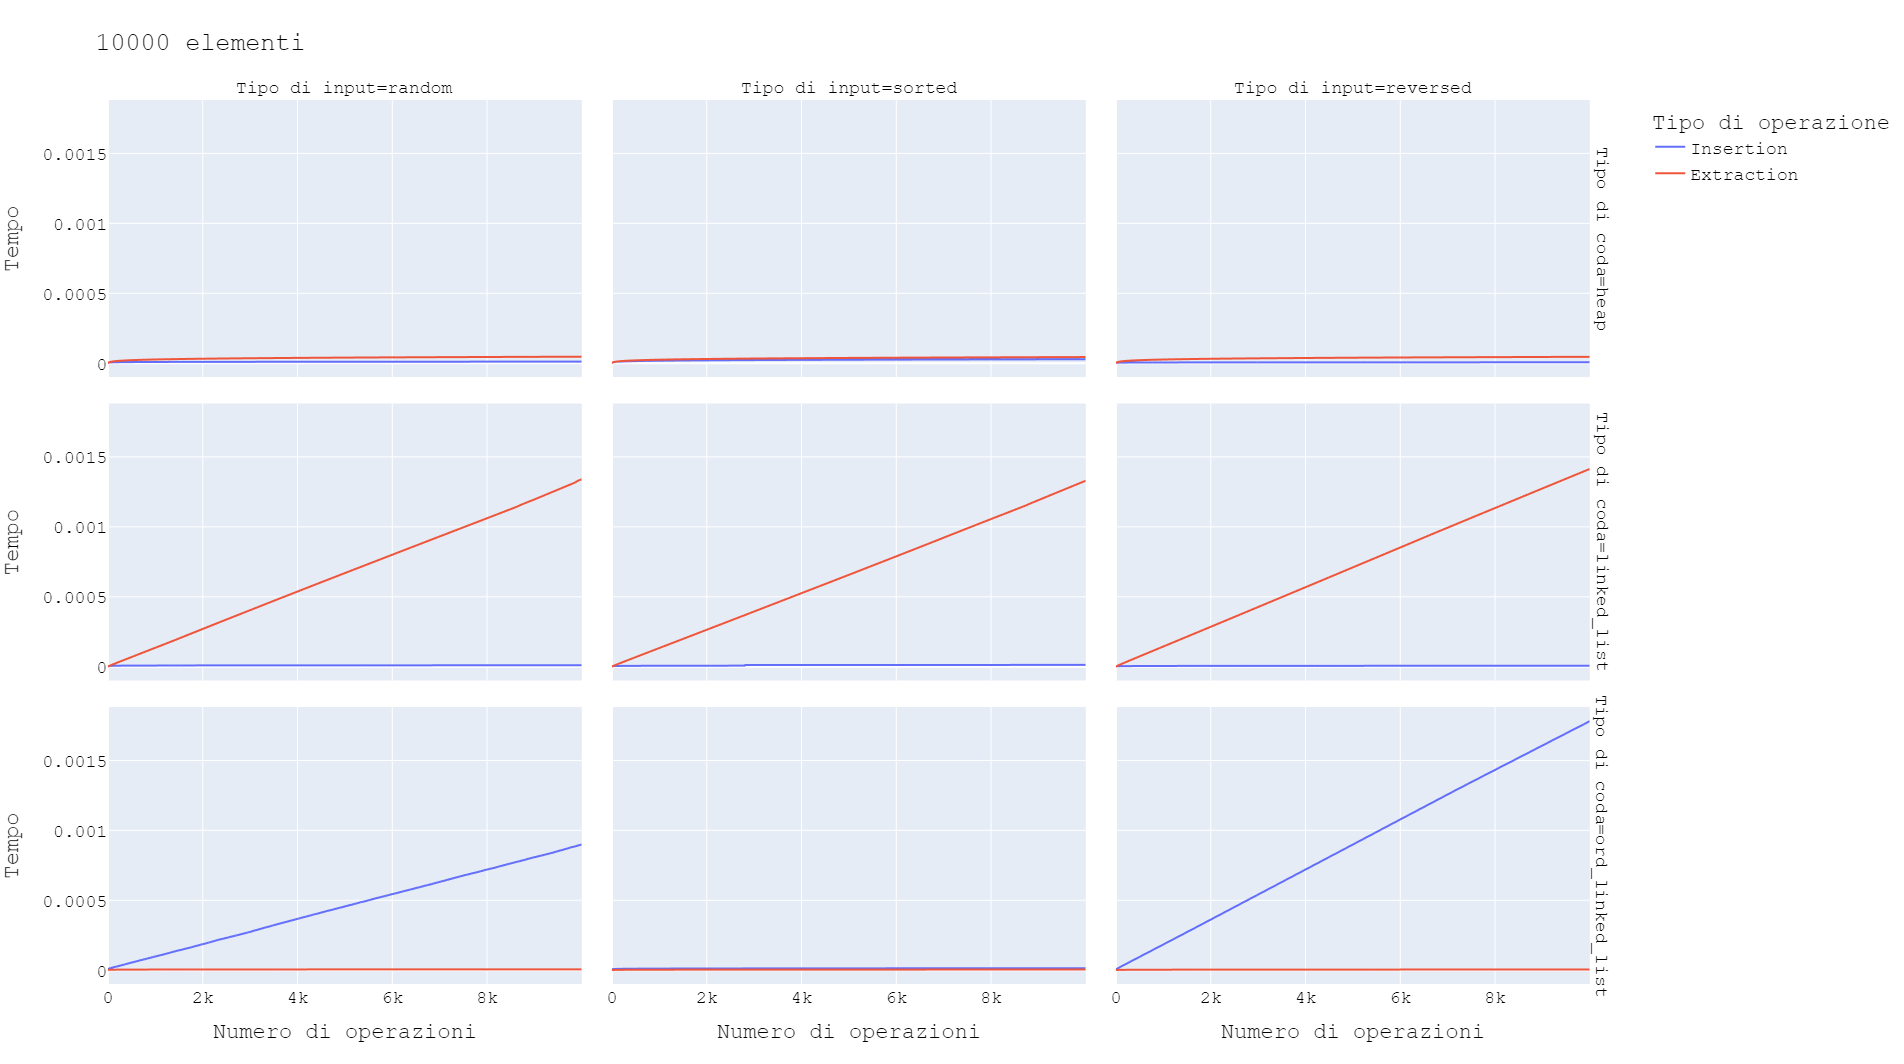 10000 elementi
Tipo di input=random
Tipo di input=sorted
Tipo di input=reversed
Tipo di operazione
Insertion
Extraction
Tempo
0.0015
0.001
0.0005
0
Tipo di coda=heap
Tempo
0.0015
0.001
0.0005
0
Tipo di coda=linked_list
Tempo
0.0015
0.001
0.0005
0
Tipo di coda=ord_linked_list
0 2k 4k 6k 8k
0 2k 4k 6k 8k
0 2k 4k 6k 8k
Numero di operazioni
Numero di operazioni
Numero di operazioni